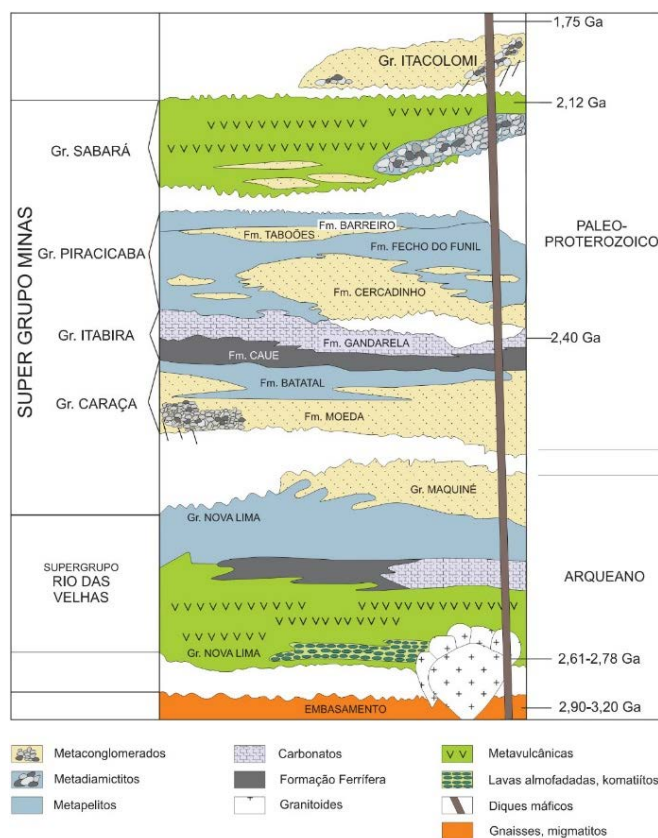 1,75 Ga
Gr. ITACOLOMI
2,12 Ga
Gr. SABARÁ
Fm. BARREIRO
Fm. TABOÕES
Fm. FECHO DO FUNIL
Gr. PIRACICABA
PALEO-
PROTEROZOICO
Fm. CERCADINHO
SUPER GRUPO MINAS
Gr. ITABIRA
Fm. GANDARELA
2,40 Ga
Fm. CAUE
Fm. BATATAL
Gr. CARAÇA
Fm. MOEDA
Gr. MAQUINÉ
Gr. NOVA LIMA
SUPERGRUPO
RIO DAS
VELHAS
ARQUEANO
Gr. NOVA LIMA
2,61-2,78 Ga
EMBASAMENTO
2,90-3,20 Ga
Metaconglomerados
Carbonatos
Metavulcânicas
Metadiamictitos
Formação Ferrífera
Lavas almofadadas, komatiítos
Metapelitos
Granitoides
Diques máficos
Gnaisses, migmatitos